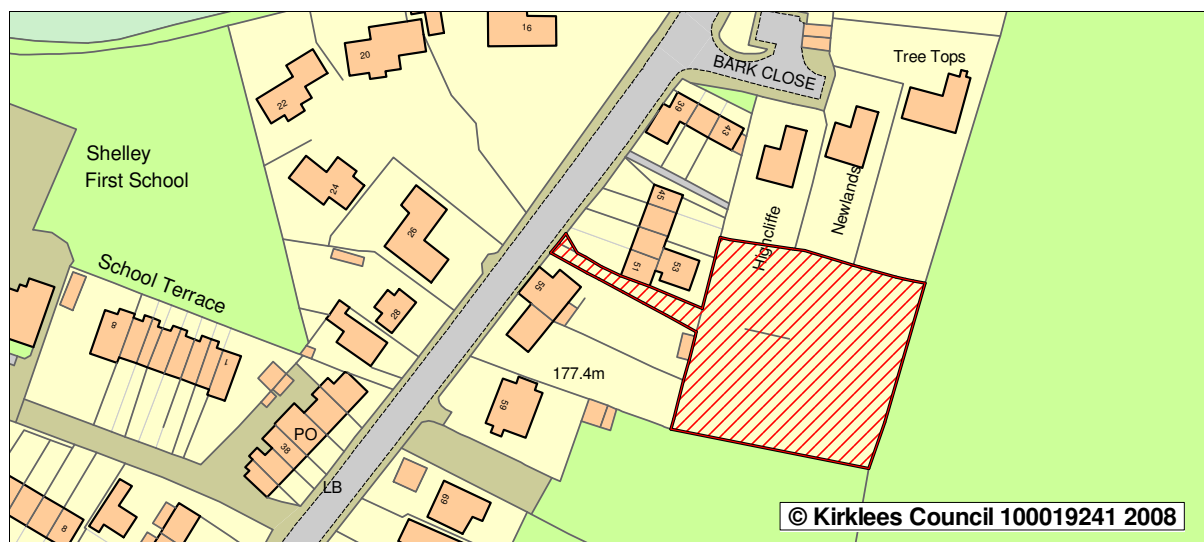 16
20
BARK CLOSE
Tree Tops
22
39
43
Shelley
First School
24
45
Newlands
26
Highcliffe
51
53
School Terrace
55
28
8
1
177.4m
59
PO
38
LB
69
8
© Kirklees Council 100019241 2008